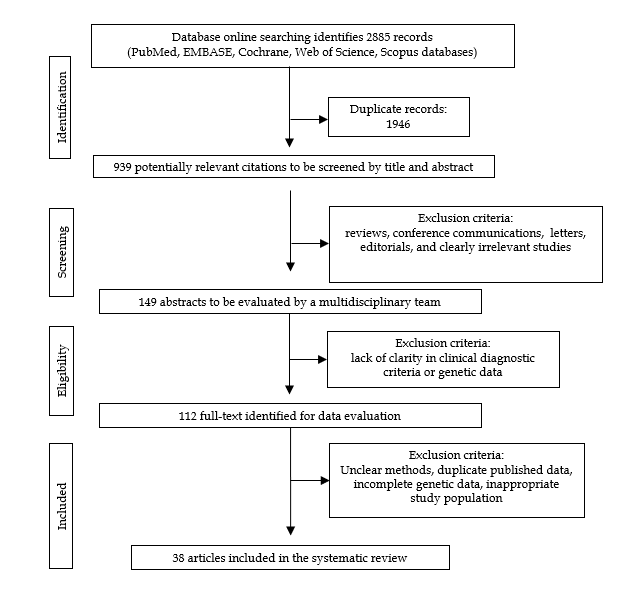 Database online searching identifies 2885 records
(PubMed, EMBASE, Cochrane, Web of Science, Scopus databases)
Identification
Duplicate records:
1946
939 potentially relevant citations to be screened by title and abstract
Screening
Exclusion criteria:
reviews, conference communications, letters,
editorials, and clearly irrelevant studies
149 abstracts to be evaluated by a multidisciplinary team
Eligibility
Exclusion criteria:
lack of clarity in clinical diagnostic
criteria or genetic data
112 full-text identified for data evaluation
Included
Exclusion criteria:
Unclear methods, duplicate published data,
incomplete genetic data, inappropriate
study population
38 articles included in the systematic review